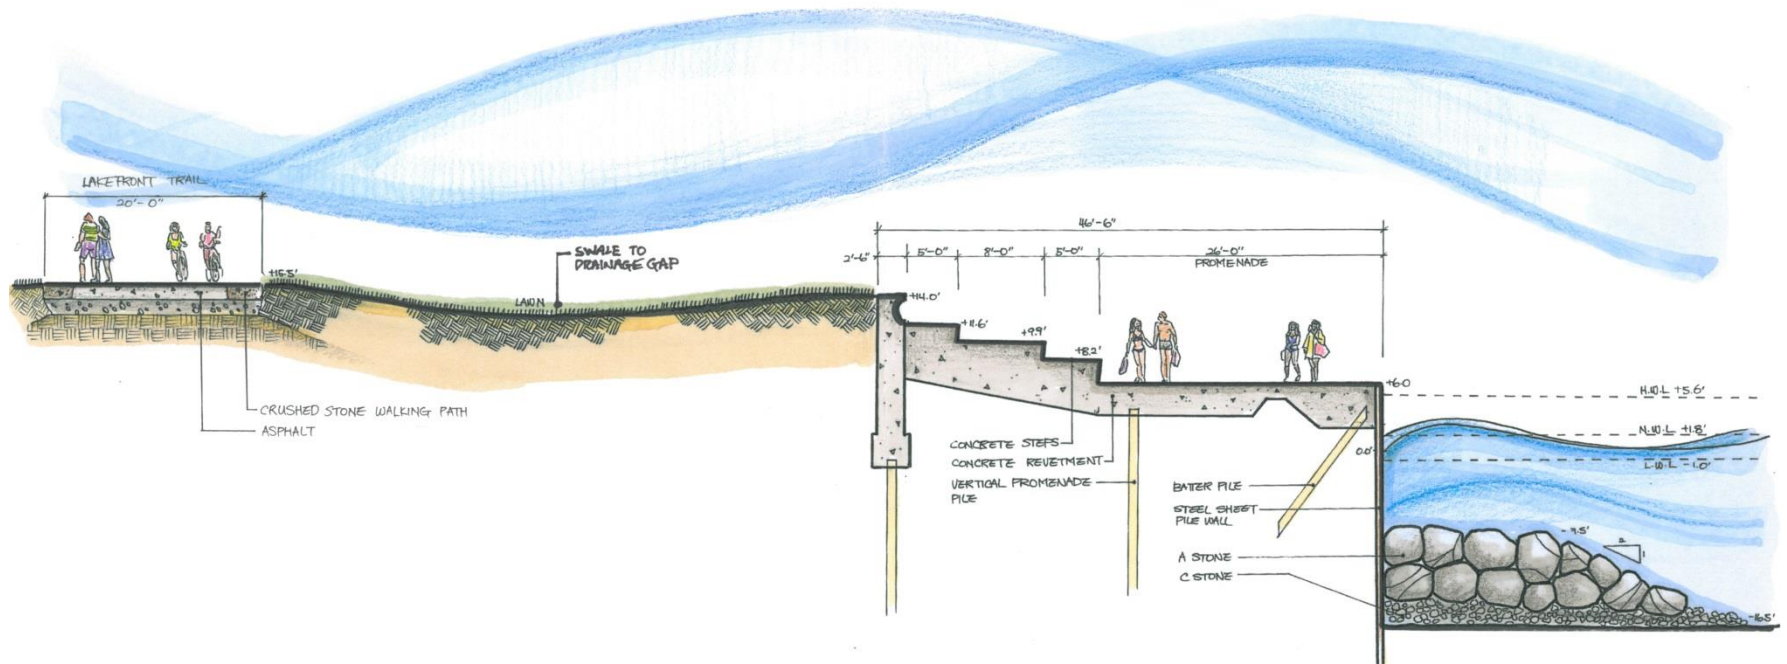 LAKEFRONT TRAIL
20'-0"
+15.5'
SWALE TO
DRAINAGE GAP
LAWN
CRUSHED STONE WALKING PATH
ASPHALT
46'-6"
2'-6"
5'-0"
8'-0"
5'-0"
26'-0"
PROMENADE
+14.0'
+11.6'
+9.9'
+8.2'
+6.0
H.W.L +5.6'
N.W.L +1.8'
0.0'
L.W.L -1.0'
CONCRETE STEPS
CONCRETE REVETMENT
VERTICAL PROMENADE
PILE
BATTER PILE
STEEL SHEET
PILE WALL
A STONE
C STONE
2
1
-16.5'